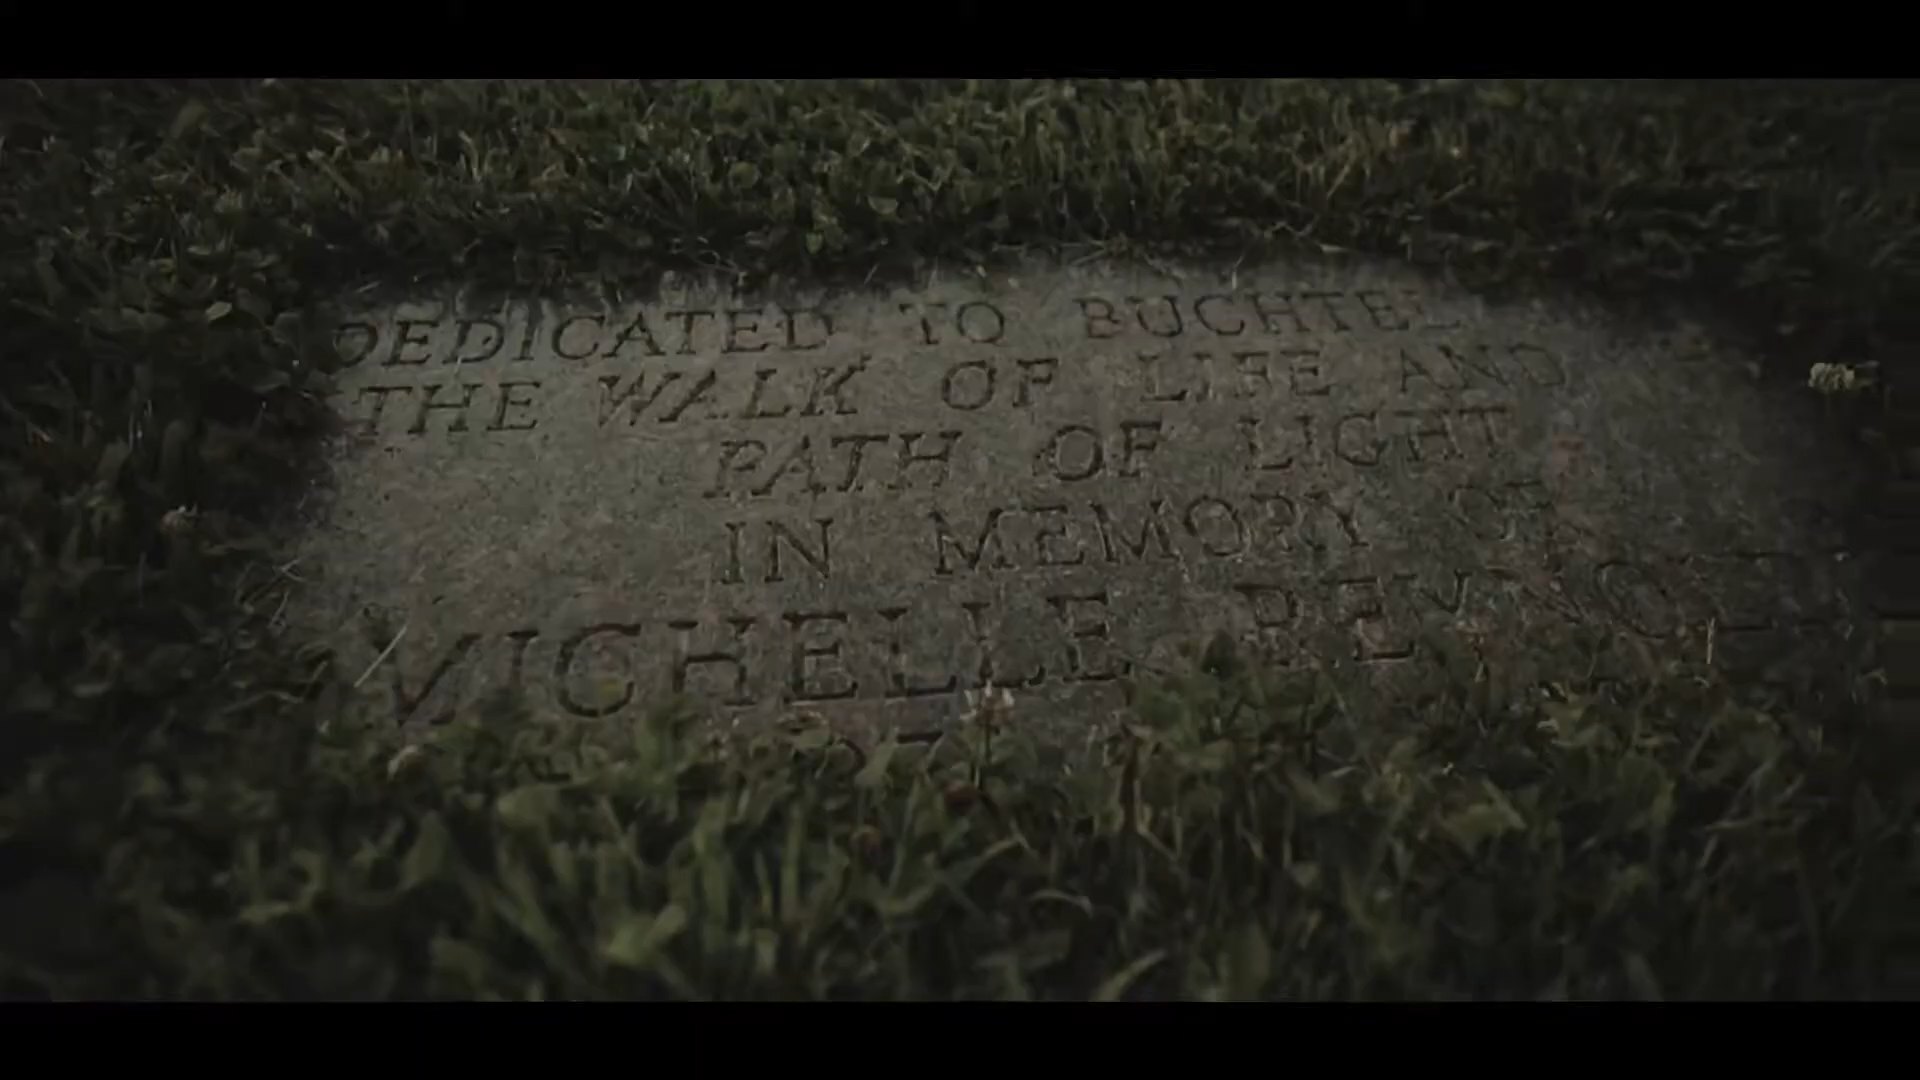 DEDICATED TO BUCHTEL
THE WALK OF LIFE AND
PATH OF LIGHT
IN MEMORY OF
MICHELLE